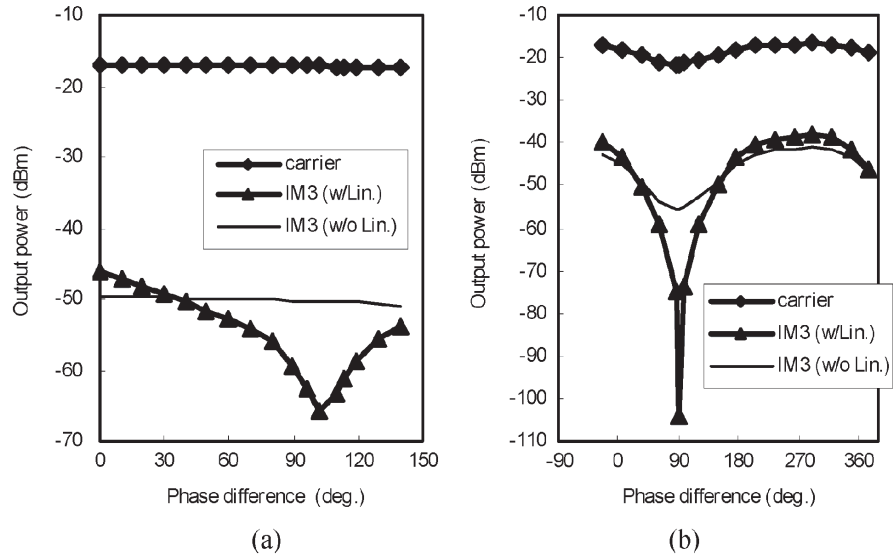 -10
-20
-30
-40
-50
-60
-70
Output power (dBm)
carrier
IM3 (w/Lin.)
IM3 (w/o Lin.)
0 30 60 90 120 150
Phase difference (deg.)
(a)
-10
-20
-30
-40
-50
-60
-70
-80
-90
-100
-110
Output power (dBm)
carrier
IM3 (w/Lin.)
IM3 (w/o Lin.)
-90 0 90 180 270 360
Phase difference (deg.)
(b)